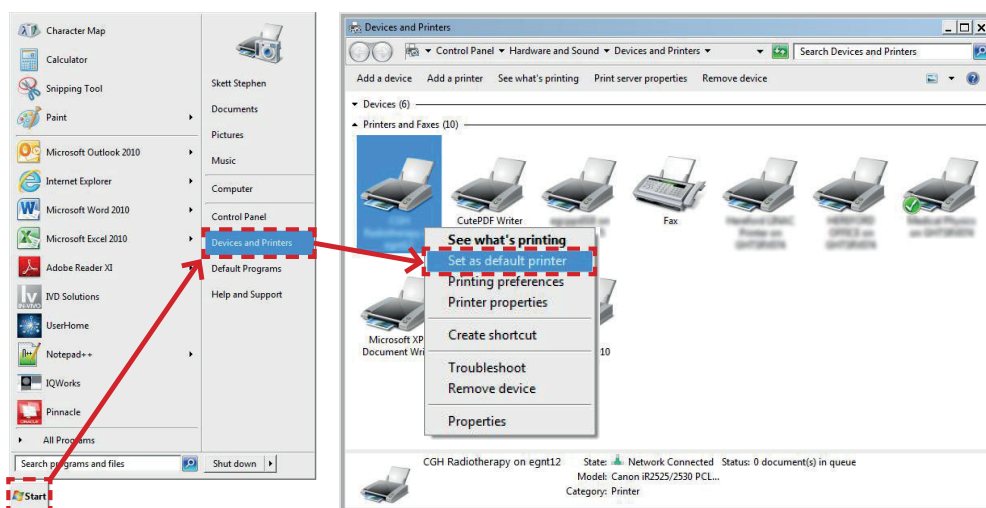 Character Map
Calculator
Snipping Tool
Paint
Microsoft Outlook 2010
Internet Explorer
Microsoft Word 2010
Microsoft Excel 2010
Adobe Reader XI
IVD Solutions
UserHome
Notepad++
IQWorks
Pinnacle
All Programs
Search programs and files
Start
Skett Stephen
Documents
Pictures
Music
Computer
Control Panel
Devices and Printers
Default Programs
Help and Support
Shut down
Devices and Printers
Control Panel Hardware and Sound Devices and Printers
Search Devices and Printers
Add a device Add a printer See what's printing Print server properties Remove device
Devices (6)
Printers and Faxes (10)
CutePDF Writer
Fax
Microsoft XP
Document Wri
10
See what's printing
Set as default printer
Printing preferences
Printer properties
Create shortcut
Troubleshoot
Remove device
Properties
CGH Radiotherapy on egnt12 State: Network Connected Status: 0 document(s) in queue
Model: Canon iR2525/2530 PCL...
Category: Printer